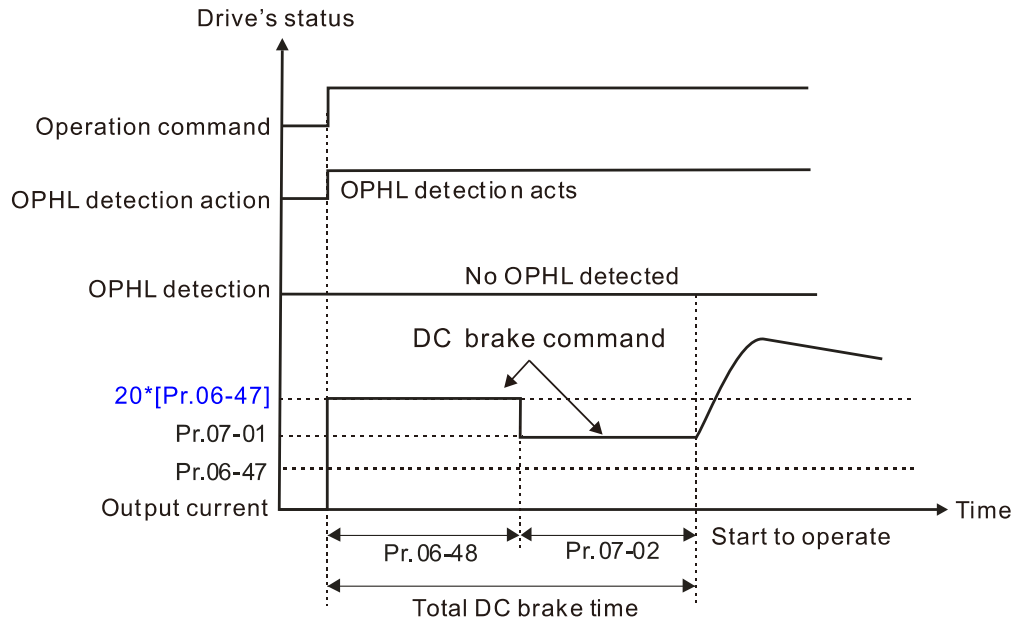 Drive's status
Operation command
OPHL detection action
OPHL detection acts
OPHL detection
No OPHL detected
DC brake command
20*[Pr.06-47]
Pr.07-01
Pr.06-47
Output current
Time
Pr.06-48
Pr.07-02
Start to operate
Total DC brake time